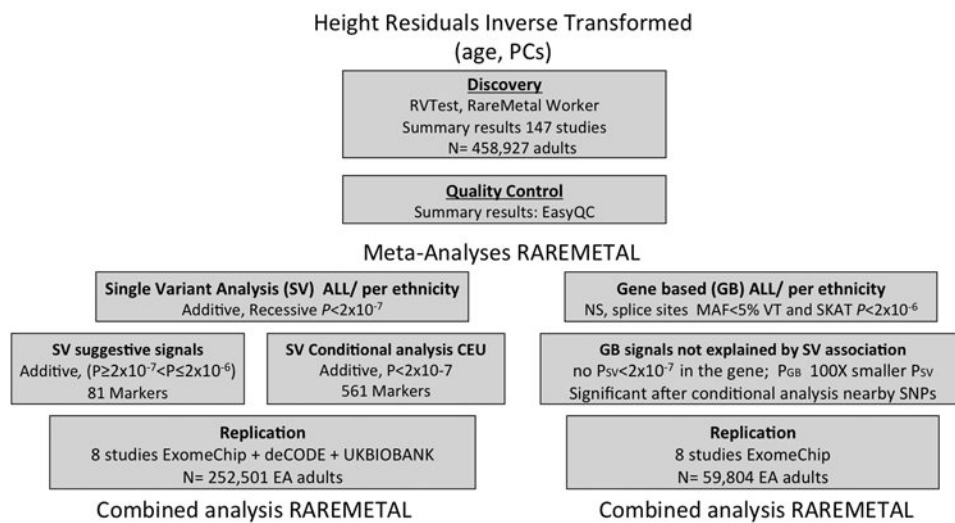 Height Residuals Inverse Transformed
(age, PCs)
Discovery
RVTest, RareMetal Worker
Summary results 147 studies
N= 458,927 adults
Quality Control
Summary results: EasyQC
Meta-Analyses RAREMETAL
Single Variant Analysis (SV) ALL/ per ethnicity
Additive, Recessive P<2x10⁻⁷
SV suggestive signals
Additive, (P≥2x10⁻⁷<P≤2x10⁻⁶)
81 Markers
SV Conditional analysis CEU
Additive, P<2x10-7
561 Markers
Replication
8 studies ExomeChip + deCODE + UKBIOBANK
N= 252,501 EA adults
Combined analysis RAREMETAL
Gene based (GB) ALL/ per ethnicity
NS, splice sites MAF<5% VT and SKAT P<2x10⁻⁶
GB signals not explained by SV association
no PSV<2x10⁻⁷ in the gene; PGB 100X smaller PSV
Significant after conditional analysis nearby SNPs
Replication
8 studies ExomeChip
N= 59,804 EA adults
Combined analysis RAREMETAL